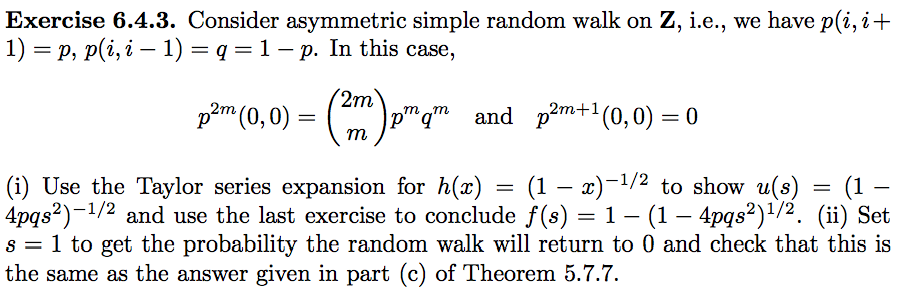 Exercise 6.4.3. Consider asymmetric simple random walk on Z, i.e., we have p(i, i +
1) = p, p(i, i − 1) = q = 1 − p. In this case,
p^{2m}(0, 0) = \binom{2m}{m} p^m q^m and p^{2m+1}(0, 0) = 0
(i) Use the Taylor series expansion for h(x) = (1 − x)^{−1/2} to show u(s) = (1 −
4pqs^2)^{−1/2} and use the last exercise to conclude f(s) = 1 − (1 − 4pqs^2)^{1/2}. (ii) Set
s = 1 to get the probability the random walk will return to 0 and check that this is
the same as the answer given in part (c) of Theorem 5.7.7.